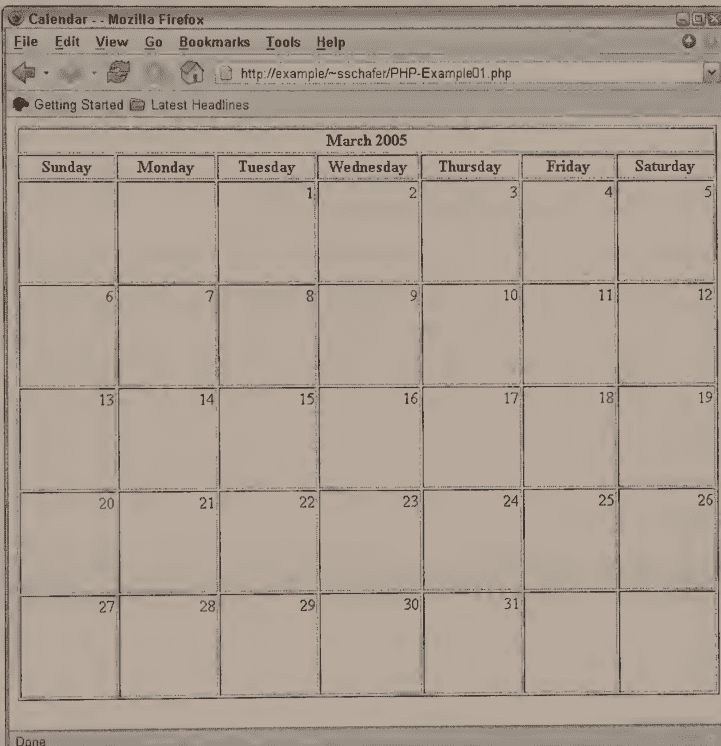 Calendar - - Mozilla Firefox
File Edit View Go Bookmarks Tools Help
http://example/~sschafer/PHP-Example01.php
Getting Started Latest Headlines
March 2005
Sunday Monday Tuesday Wednesday Thursday Friday Saturday
1 2 3 4 5
6 7 8 9 10 11 12
13 14 15 16 17 18 19
20 21 22 23 24 25 26
27 28 29 30 31
Done